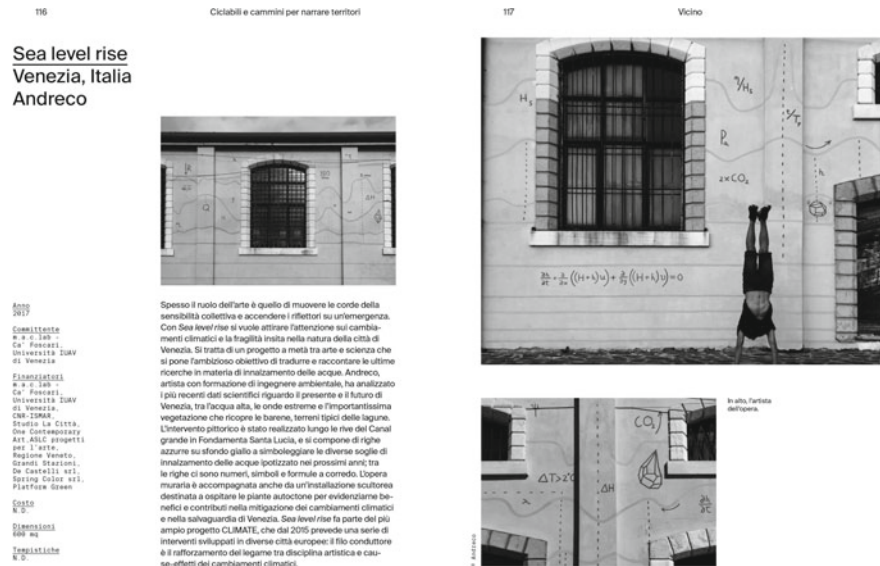 116
Ciclabili e cammini per narrare territori
Sea level rise
Venezia, Italia
Andreco
Anno
2017
Committente
m.a.c.lab -
Ca' Foscari,
Università IUAV
di Venezia
Finanziatori
m.a.c.lab -
Ca' Foscari,
Università IUAV
di Venezia,
CNR-ISMAR,
Studio La Città,
One Contemporary
Art,ASLC progetti
per l'arte,
Regione Veneto,
Grandi Stazioni,
De Castelli srl,
Spring Color srl,
Platform Green
Costo
N.D.
Dimensioni
600 mq
Tempistiche
N.D.
Spesso il ruolo dell'arte è quello di muovere le corde della
sensibilità collettiva e accendere i riflettori su un'emergenza.
Con Sea level rise si vuole attirare l'attenzione sui cambia-
menti climatici e la fragilità insita nella natura della città di
Venezia. Si tratta di un progetto a metà tra arte e scienza che
si pone l'ambizioso obiettivo di tradurre e raccontare le ultime
ricerche in materia di innalzamento delle acque. Andreco,
artista con formazione di ingegnere ambientale, ha analizzato
i più recenti dati scientifici riguardo il presente e il futuro di
Venezia, tra l'acqua alta, le onde estreme e l'importantissima
vegetazione che ricopre le barene, terreni tipici delle lagune.
L'intervento pittorico è stato realizzato lungo le rive del Canal
grande in Fondamenta Santa Lucia, e si compone di righe
azzurre su sfondo giallo a simboleggiare le diverse soglie di
innalzamento delle acque ipotizzato nei prossimi anni; tra
le righe ci sono numeri, simboli e formule a corredo. L'opera
muraria è accompagnata anche da un'installazione scultorea
destinata a ospitare le piante autoctone per evidenziarne be-
nefici e contributi nella mitigazione dei cambiamenti climatici
e nella salvaguardia di Venezia. Sea level rise fa parte del più
ampio progetto CLIMATE, che dal 2015 prevede una serie di
interventi sviluppati in diverse città europee: il filo conduttore
è il rafforzamento del legame tra disciplina artistica e cau-
se-effetti dei cambiamenti climatici.
Q
ΔH
117
Vicino
Hs
Pa
2xCO₂
h
∂h/∂t = ∂/∂x ((H+h)u) + ∂/∂y ((H+h)u) = 0
In alto, l'artista
dell'opera.
CO₂
ΔT>2°C
ΔH
λ
∂h/∂t
Andreco